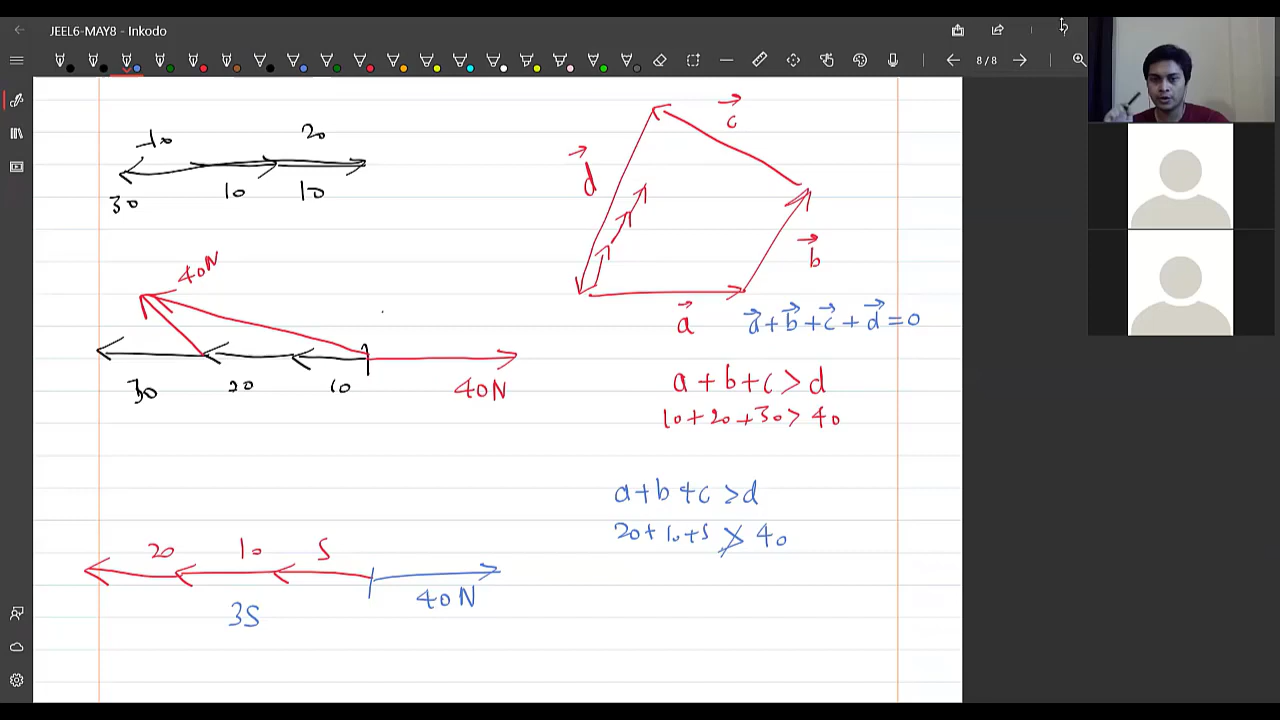 JEEL6-MAY8 - Inkodo
8/8
-10 20
30 10 10
40N
30 20 10 40N
c
d
b
a
a+b+c+d=0
a+b+c>d
10+20+30>40
a+b+c>d
20+10+5 ≯ 40
20 10 5
35 40N